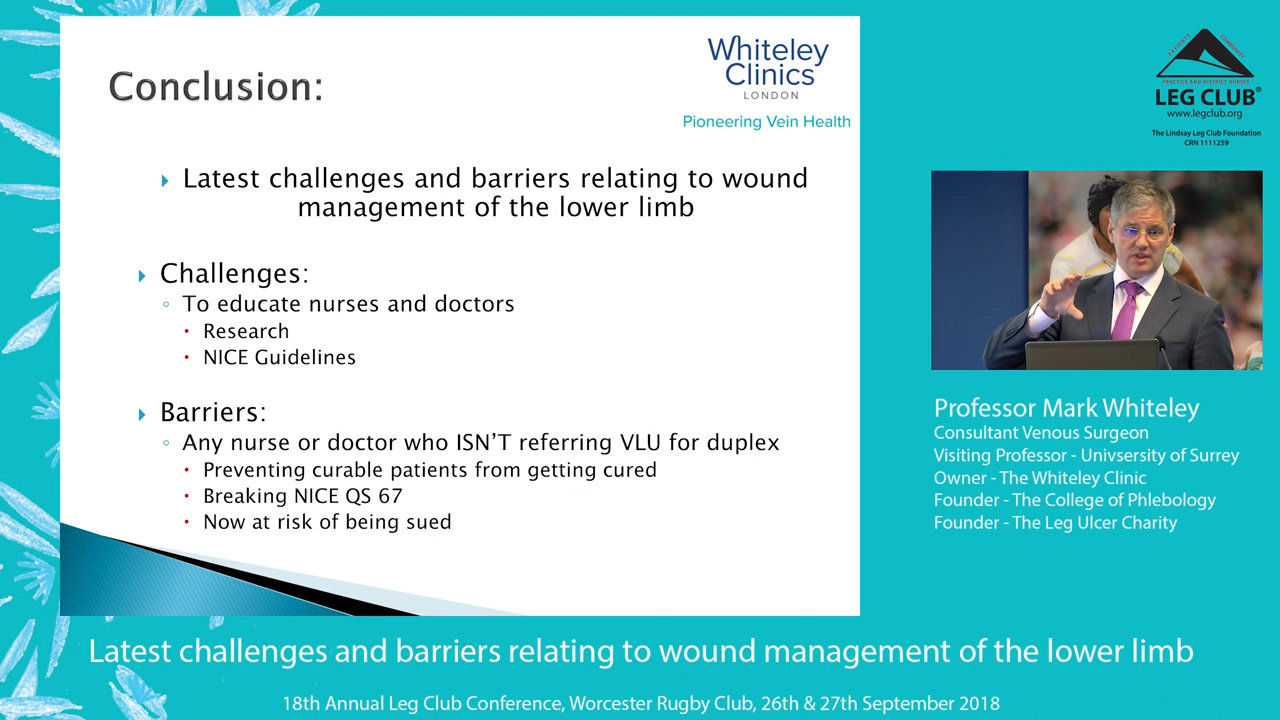 Conclusion:
Whiteley
Clinics
LONDON
Pioneering Vein Health
Latest challenges and barriers relating to wound
management of the lower limb
Challenges:
To educate nurses and doctors
Research
NICE Guidelines
Barriers:
Any nurse or doctor who ISN'T referring VLU for duplex
Preventing curable patients from getting cured
Breaking NICE QS 67
Now at risk of being sued
PATIENTS COMMUNITY
PRACTICE AND DISTRICT NURSES
LEG CLUB®
www.legclub.org
The Lindsay Leg Club Foundation
CRN 1111259
Professor Mark Whiteley
Consultant Venous Surgeon
Visiting Professor - Univsersity of Surrey
Owner - The Whiteley Clinic
Founder - The College of Phlebology
Founder - The Leg Ulcer Charity
Latest challenges and barriers relating to wound management of the lower limb
18th Annual Leg Club Conference, Worcester Rugby Club, 26th & 27th September 2018